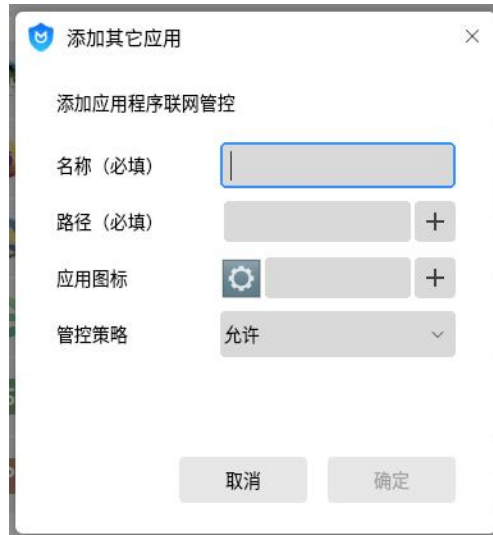 添加其它应用
添加应用程序联网管控
名称（必填）
路径（必填）
应用图标
管控策略 允许
取消 确定